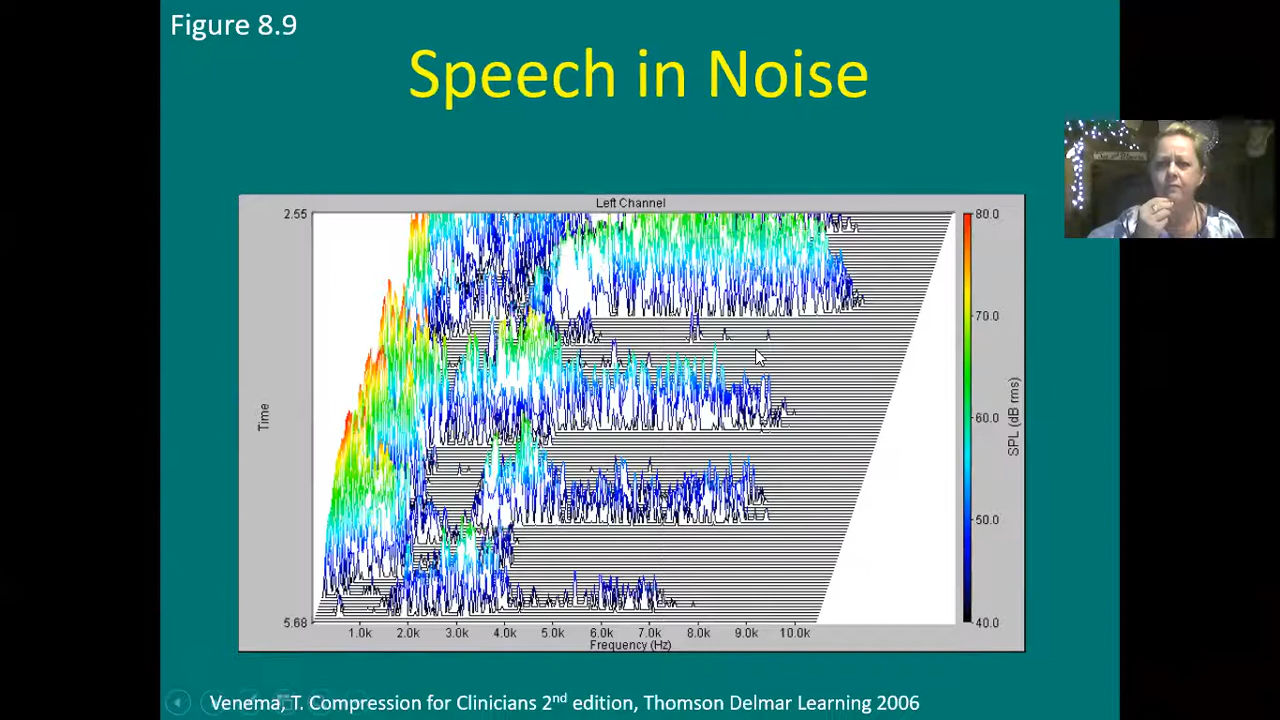 Figure 8.9
Speech in Noise
Left Channel
2.55
5.68
Time
1.0k 2.0k 3.0k 4.0k 5.0k 6.0k 7.0k 8.0k 9.0k 10.0k
Frequency (Hz)
80.0
70.0
60.0
50.0
40.0
SPL (dB rms)
Venema, T. Compression for Clinicians 2nd edition, Thomson Delmar Learning 2006